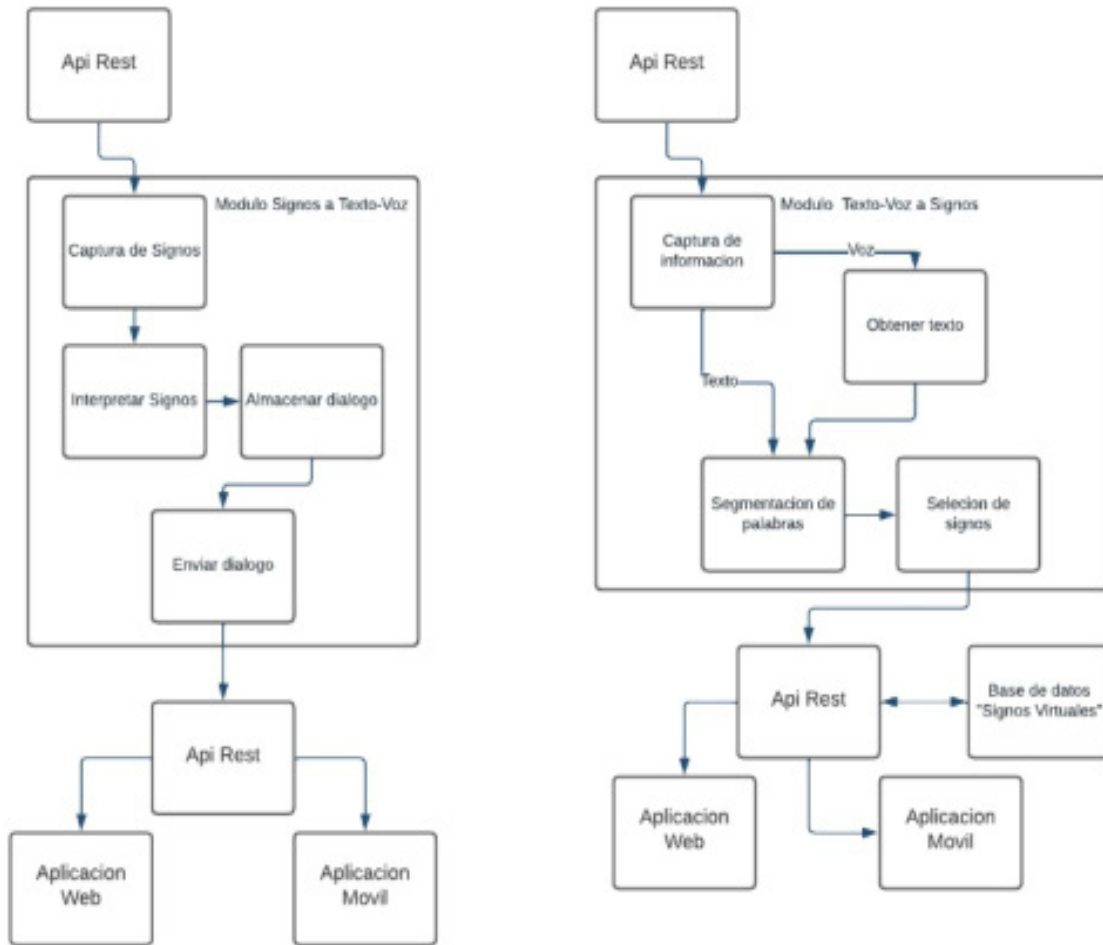 Api Rest
Modulo Signos a Texto-Voz
Captura de Signos
Interpretar Signos
Almacenar dialogo
Enviar dialogo
Api Rest
Aplicacion
Web
Aplicacion
Movil
Api Rest
Modulo Texto-Voz a Signos
Captura de
informacion
Voz
Obtener texto
Texto
Segmentacion de
palabras
Selecion de
signos
Api Rest
Base de datos
"Signos Virtuales"
Aplicacion
Web
Aplicacion
Movil